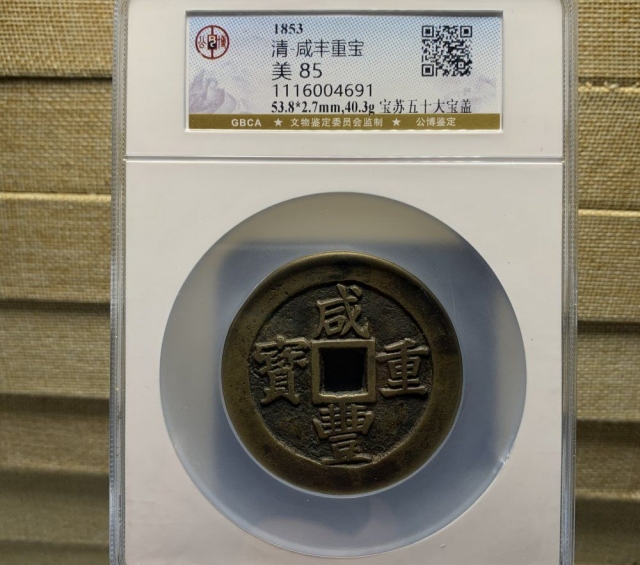 1853
清·咸丰重宝
美 85
1116004691
53.8*2.7mm,40.3g 宝苏五十大宝盖
GBCA ★ 文物鉴定委员会监制 ★ 公博鉴定
咸
寶 重
豐